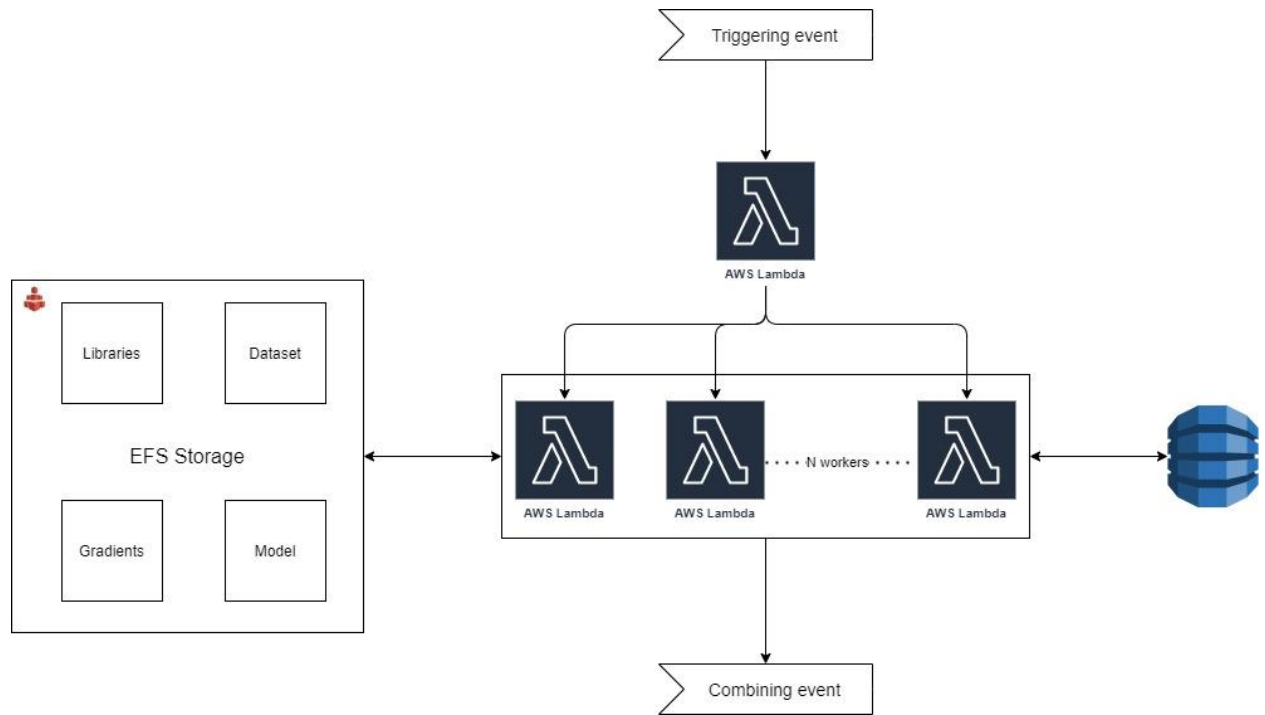 Triggering event
AWS Lambda
Libraries
Dataset
EFS Storage
Gradients
Model
N workers
AWS Lambda
AWS Lambda
AWS Lambda
Combining event